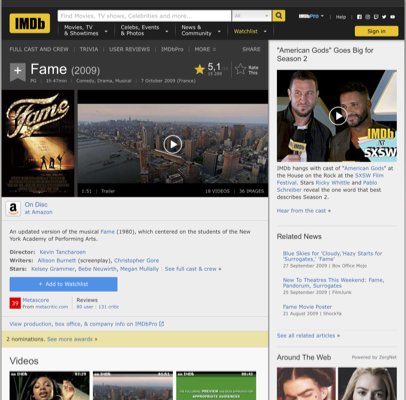 IMDb
Find Movies, TV shows, Celebrities and more...
All
IMDbPro
Help
Movies, TV
& Showtimes
Celebs, Events
& Photos
News &
Community
Watchlist
Sign in
FULL CAST AND CREW | TRIVIA | USER REVIEWS | IMDbPro | MORE
SHARE
+ Fame (2009)
5,1
Rate
This
PG | 1h 47min | Comedy, Drama, Musical | 7 October 2009 (France)
Fame
1:51 | Trailer
18 VIDEOS | 36 IMAGES
On Disc
at Amazon
An updated version of the musical Fame (1980), which centered on the students of the New
York Academy of Performing Arts.
Director: Kevin Tancharoen
Writers: Allison Burnett (screenplay), Christopher Gore
Stars: Kelsey Grammer, Bebe Neuwirth, Megan Mullally | See full cast & crew »
+ Add to Watchlist
39
Metascore
From metacritic.com
Reviews
80 user | 131 critic
View production, box office, & company info on IMDbPro
2 nominations. See more awards »
Videos
"American Gods" Goes Big for
Season 2
IMDb
at
SXSW
IMDb hangs with cast of "American Gods" at
the House on the Rock at the SXSW Film
Festival. Stars Ricky Whittle and Pablo
Schreiber reveal the one word that best
describes Season 2.
Hear from the cast »
Related News
Blue Skies for 'Cloudy,'Hazy Starts for
'Surrogates,' 'Fame'
27 September 2009 | Box Office Mojo
New To Theatres This Weekend: Fame,
Pandorum, Surrogates
25 September 2009 | FilmJunk
Fame Movie Poster
21 August 2009 | ShockYa
See all related articles »
Around The Web
Powered by ZergNet